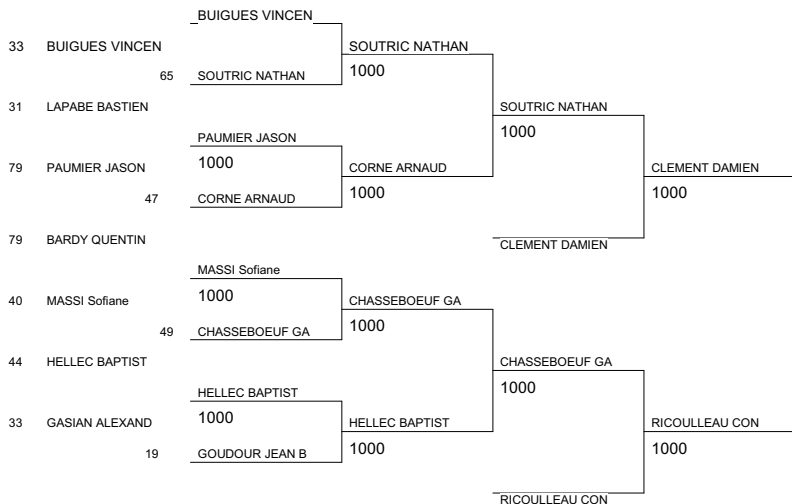 BUIGUES VINCEN
33 BUIGUES VINCEN
SOUTRIC NATHAN
1000
65 SOUTRIC NATHAN
31 LAPABE BASTIEN
SOUTRIC NATHAN
1000
PAUMIER JASON
1000
79 PAUMIER JASON
CORNE ARNAUD
1000
CLEMENT DAMIEN
1000
47 CORNE ARNAUD
79 BARDY QUENTIN
CLEMENT DAMIEN
MASSI Sofiane
1000
40 MASSI Sofiane
CHASSEBOEUF GA
1000
49 CHASSEBOEUF GA
44 HELLEC BAPTIST
CHASSEBOEUF GA
1000
HELLEC BAPTIST
1000
33 GASIAN ALEXAND
HELLEC BAPTIST
1000
RICOULLEAU CON
1000
19 GOUDOUR JEAN B
RICOULLEAU CON